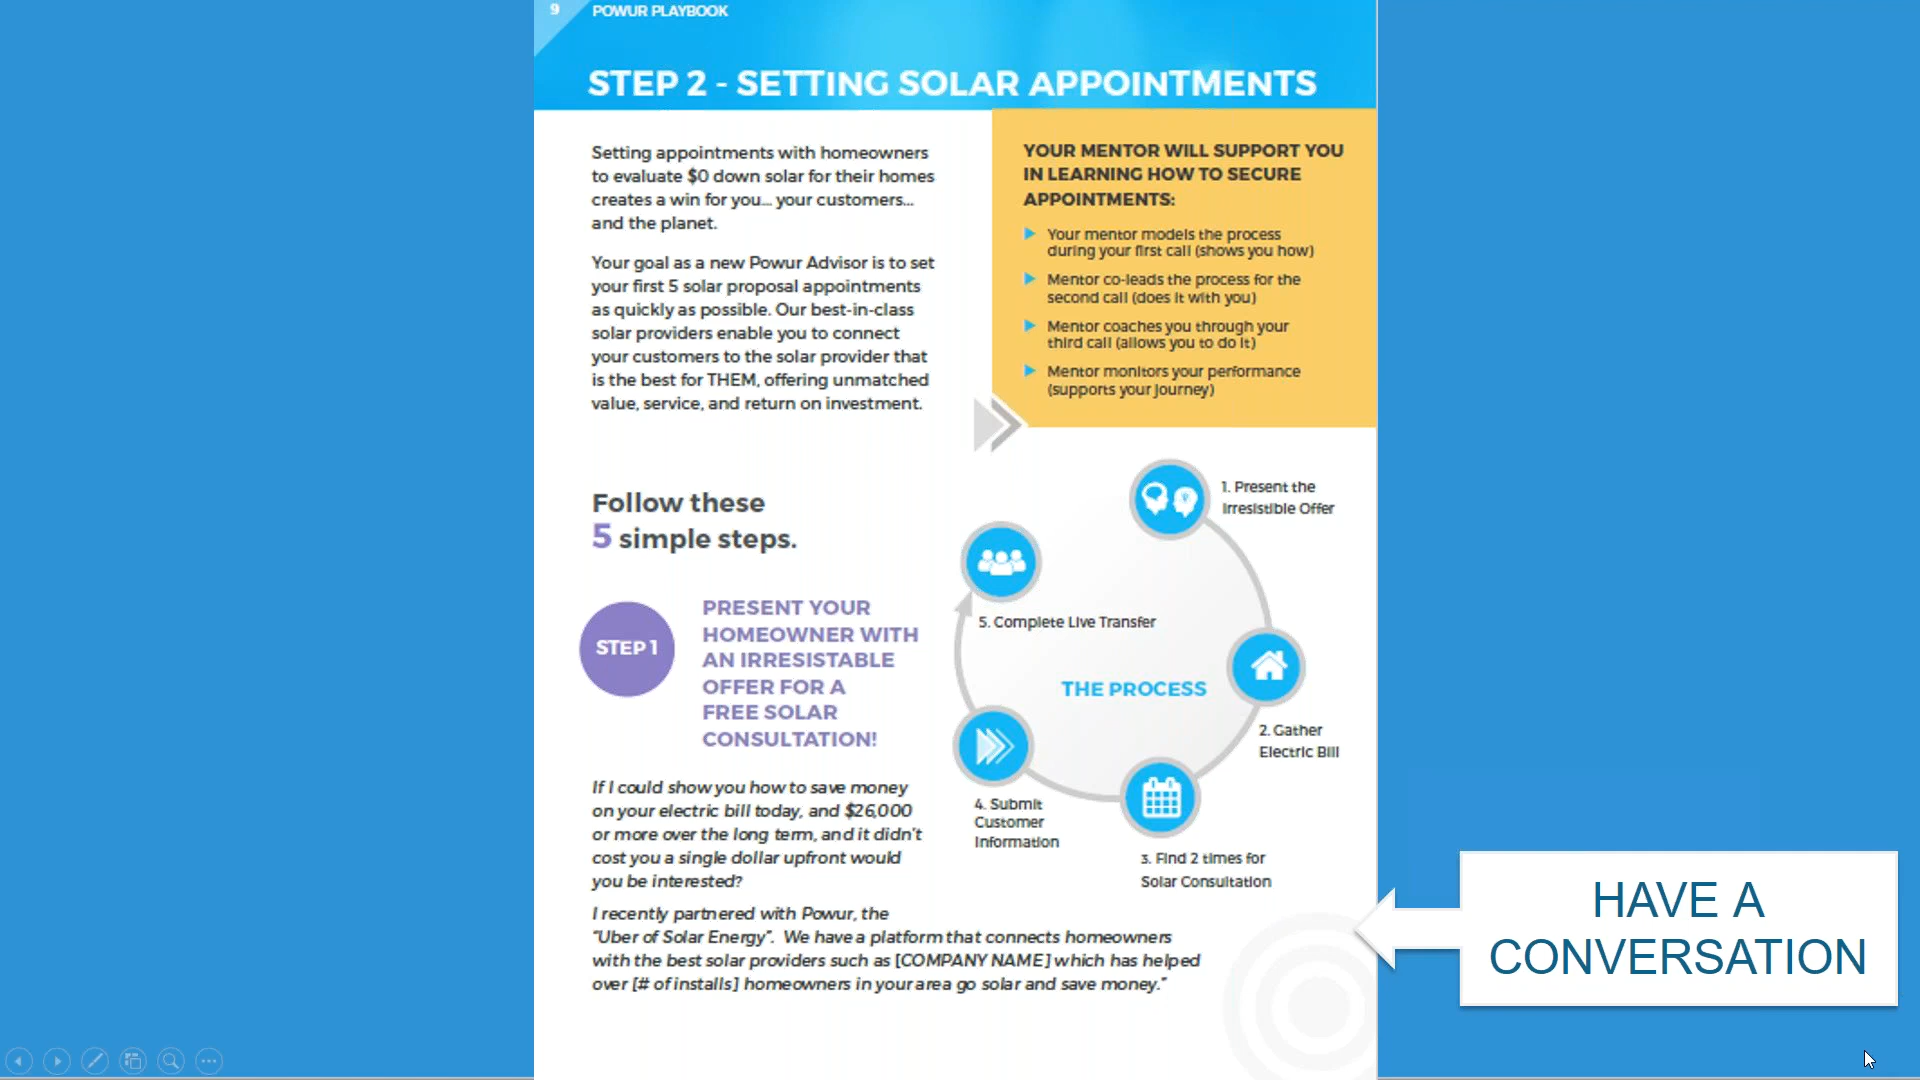 9 POWUR PLAYBOOK
STEP 2 - SETTING SOLAR APPOINTMENTS
Setting appointments with homeowners
to evaluate $0 down solar for their homes
creates a win for you... your customers...
and the planet.
Your goal as a new Powur Advisor is to set
your first 5 solar proposal appointments
as quickly as possible. Our best-in-class
solar providers enable you to connect
your customers to the solar provider that
is the best for THEM, offering unmatched
value, service, and return on investment.
YOUR MENTOR WILL SUPPORT YOU
IN LEARNING HOW TO SECURE
APPOINTMENTS:
Your mentor models the process
during your first call (shows you how)
Mentor co-leads the process for the
second call (does it with you)
Mentor coaches you through your
third call (allows you to do it)
Mentor monitors your performance
(supports your journey)
Follow these
5 simple steps.
STEP 1
PRESENT YOUR
HOMEOWNER WITH
AN IRRESISTABLE
OFFER FOR A
FREE SOLAR
CONSULTATION!
If I could show you how to save money
on your electric bill today, and $26,000
or more over the long term, and it didn't
cost you a single dollar upfront would
you be interested?
I recently partnered with Powur, the
"Uber of Solar Energy". We have a platform that connects homeowners
with the best solar providers such as [COMPANY NAME] which has helped
over [# of installs] homeowners in your area go solar and save money."
1. Present the
Irresistible Offer
2. Gather
Electric Bill
3. Find 2 times for
Solar Consultation
4. Submit
Customer
Information
5. Complete Live Transfer
THE PROCESS
HAVE A
CONVERSATION